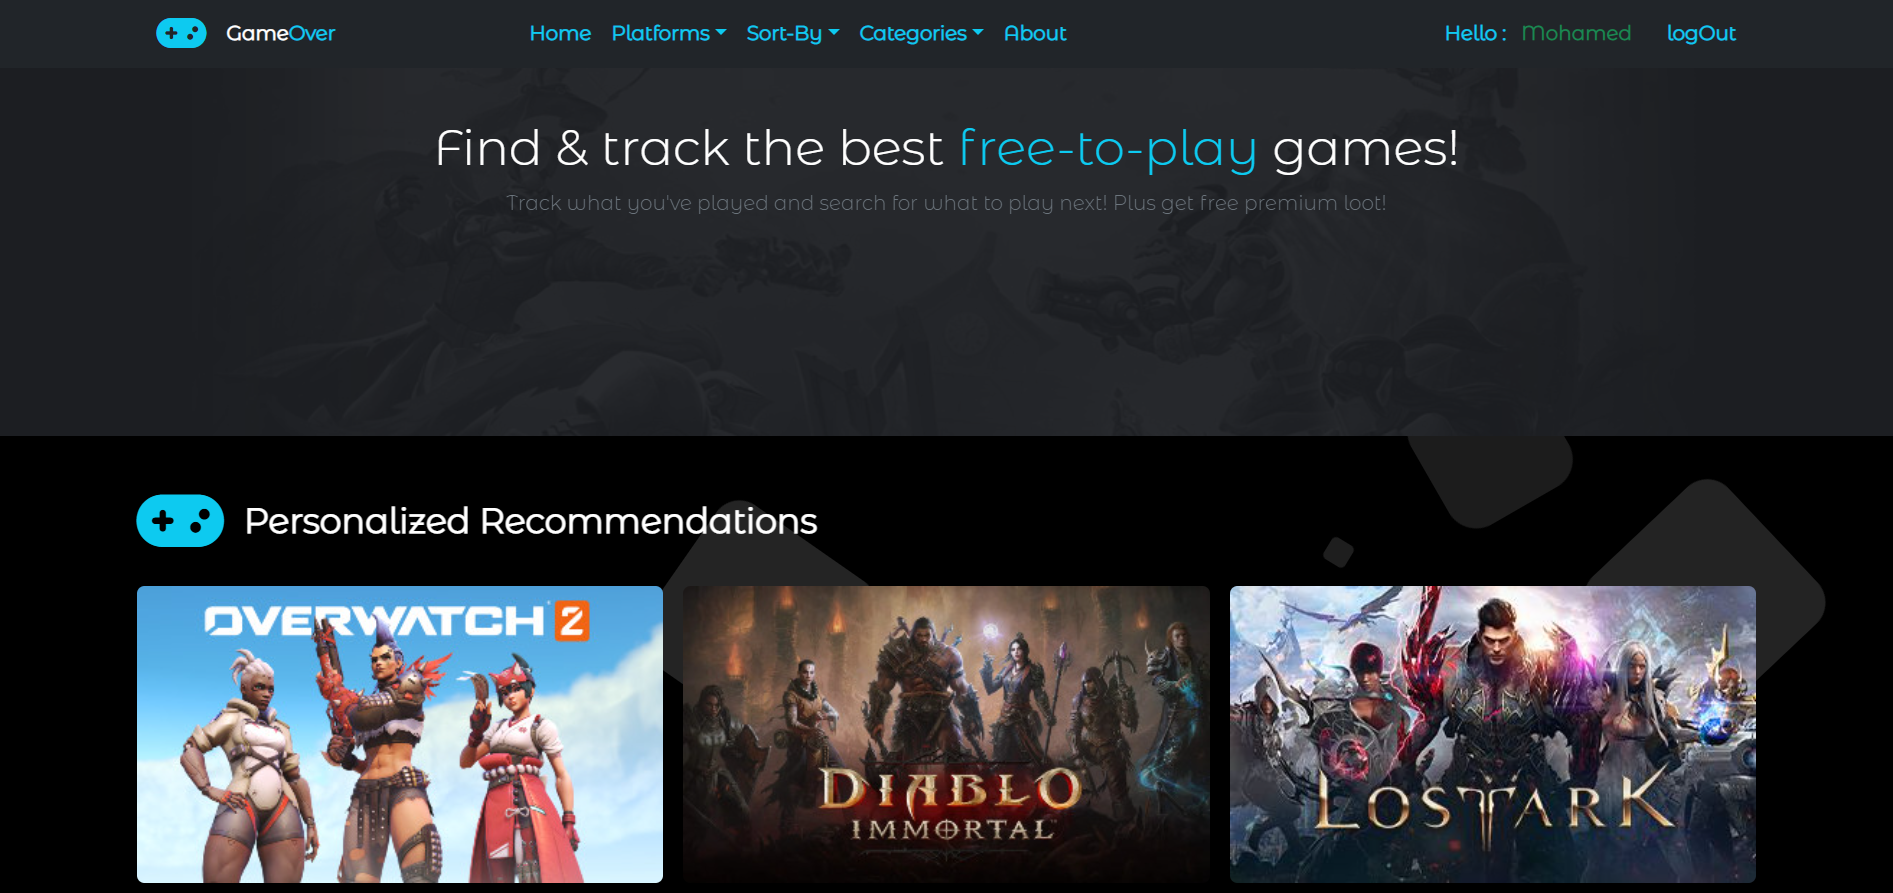 GameOver
Home Platforms Sort-By Categories About
Hello : Mohamed logOut
Find & track the best free-to-play games!
Track what you've played and search for what to play next! Plus get free premium loot!
Personalized Recommendations
OVERWATCH 2
DIABLO
IMMORTAL
LOST ARK